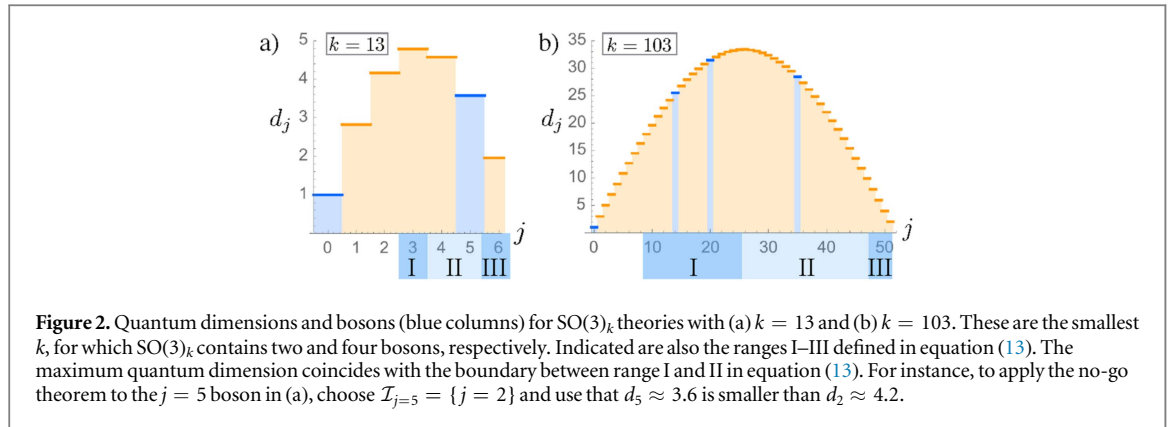 a)
k = 13
5
4
3
2
1
d_j
0 1 2 3 4 5 6 j
I II III
b)
k = 103
35
30
25
20
15
10
5
d_j
0 10 20 30 40 50 j
I II III
Figure 2. Quantum dimensions and bosons (blue columns) for SO(3)_k theories with (a) k = 13 and (b) k = 103. These are the smallest
k, for which SO(3)_k contains two and four bosons, respectively. Indicated are also the ranges I–III defined in equation (13). The
maximum quantum dimension coincides with the boundary between range I and II in equation (13). For instance, to apply the no-go
theorem to the j = 5 boson in (a), choose 𝓘_{j=5} = {j = 2} and use that d_5 ≈ 3.6 is smaller than d_2 ≈ 4.2.